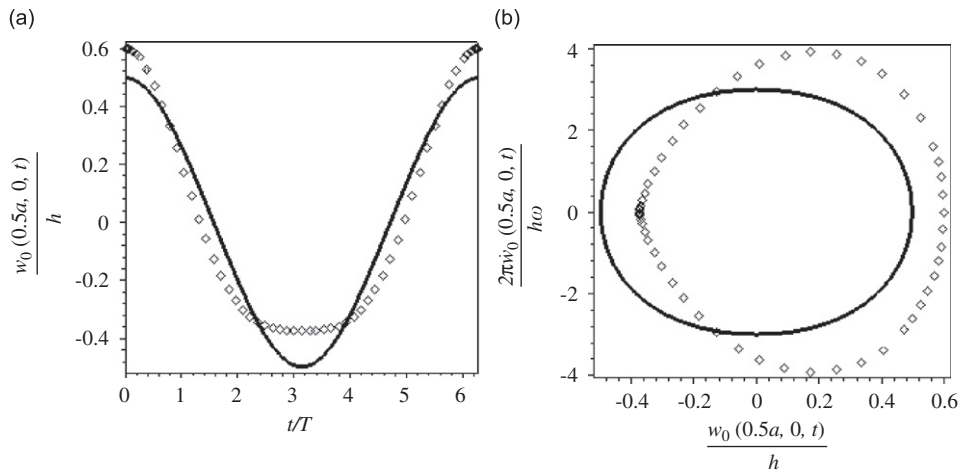 (a)
0.6
0.4
0.2
0
-0.2
-0.4
w0 (0.5a, 0, t)
h
0 1 2 3 4 5 6
t/T
(b)
4
2
0
-2
-4
2πẇ0 (0.5a, 0, t)
hω
-0.4 -0.2 0 0.2 0.4 0.6
w0 (0.5a, 0, t)
h